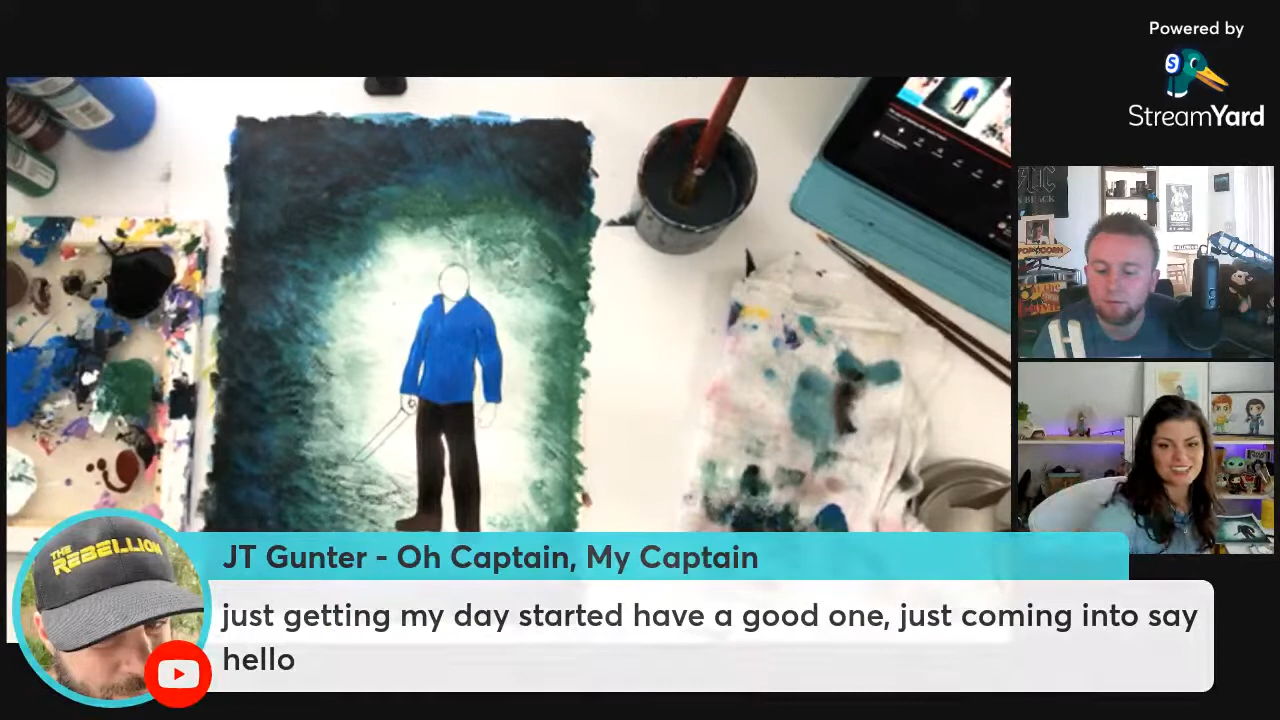 Powered by
StreamYard
POPCORN
THE
REBELLION
JT Gunter - Oh Captain, My Captain
just getting my day started have a good one, just coming into say
hello